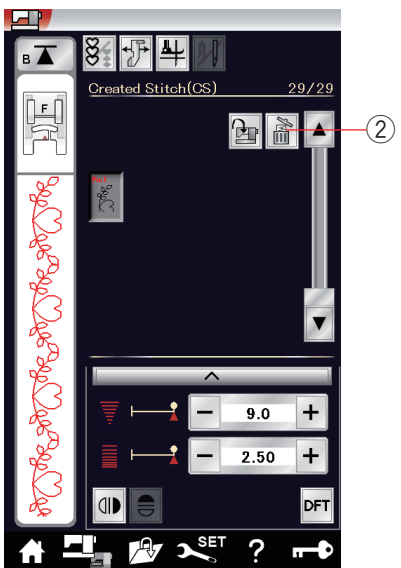 B
F
Created Stitch(CS) 29/29
②
− 9.0 +
− 2.50 +
DFT
SET
?